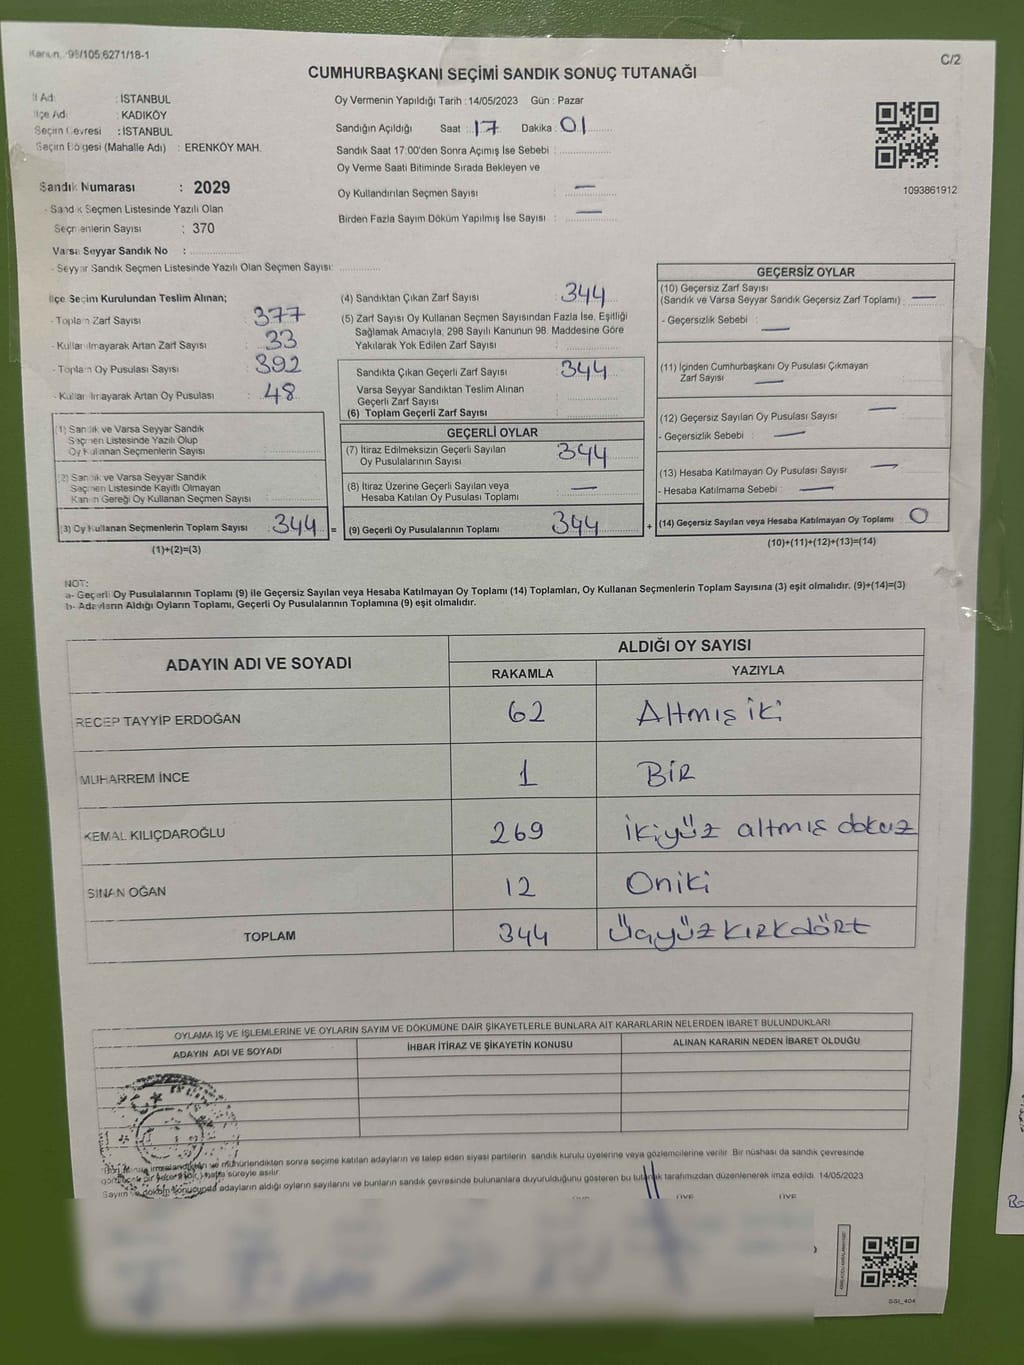 C/2
CUMHURBAŞKANI SEÇİMİ SANDIK SONUÇ TUTANAĞI
İl Adı : İSTANBUL
İlçe Adı : KADIKÖY
Seçim Çevresi : İSTANBUL
Seçim Bölgesi (Mahalle Adı) : ERENKÖY MAH.
Sandık Numarası : 2029
- Sandık Seçmen Listesinde Yazılı Olan
Seçmenlerin Sayısı : 370
Varsa Seyyar Sandık No :
- Seyyar Sandık Seçmen Listesinde Yazılı Olan Seçmen Sayısı:
Oy Vermenin Yapıldığı Tarih : 14/05/2023 Gün : Pazar
Sandığın Açıldığı Saat : 17 Dakika : 01
Sandık Saat 17:00'den Sonra Açımış İse Sebebi :
Oy Verme Saati Bitiminde Sırada Bekleyen ve
Oy Kullandırılan Seçmen Sayısı : —
Birden Fazla Sayım Döküm Yapılmış İse Sayısı : —
1093861912
İlçe Seçim Kurulundan Teslim Alınan;
- Toplam Zarf Sayısı : 377
- Kullanılmayarak Artan Zarf Sayısı : 33
- Toplam Oy Pusulası Sayısı : 392
- Kullanılmayarak Artan Oy Pusulası : 48
(1) Sandık ve Varsa Seyyar Sandık
Seçmen Listesinde Yazılı Olup
Oy Kullanan Seçmenlerin Sayısı :
(2) Sandık ve Varsa Seyyar Sandık
Seçmen Listesinde Kayıtlı Olmayan
Kanun Gereği Oy Kullanan Seçmen Sayısı :
(3) Oy Kullanan Seçmenlerin Toplam Sayısı 344 =
(1)+(2)=(3)
(4) Sandıktan Çıkan Zarf Sayısı : 344
(5) Zarf Sayısı Oy Kullanan Seçmen Sayısından Fazla İse, Eşitliği
Sağlamak Amacıyla, 298 Sayılı Kanunun 98. Maddesine Göre
Yakılarak Yok Edilen Zarf Sayısı :
Sandıkta Çıkan Geçerli Zarf Sayısı : 344
Varsa Seyyar Sandıktan Teslim Alınan
Geçerli Zarf Sayısı :
(6) Toplam Geçerli Zarf Sayısı :
GEÇERLİ OYLAR
(7) İtiraz Edilmeksizin Geçerli Sayılan
Oy Pusulalarının Sayısı : 344
(8) İtiraz Üzerine Geçerli Sayılan veya
Hesaba Katılan Oy Pusulası Toplamı : —
(9) Geçerli Oy Pusulalarının Toplamı 344 +
GEÇERSİZ OYLAR
(10) Geçersiz Zarf Sayısı
(Sandık ve Varsa Seyyar Sandık Geçersiz Zarf Toplamı) : —
- Geçersizlik Sebebi : —
(11) İçinden Cumhurbaşkanı Oy Pusulası Çıkmayan
Zarf Sayısı : —
(12) Geçersiz Sayılan Oy Pusulası Sayısı : —
- Geçersizlik Sebebi : —
(13) Hesaba Katılmayan Oy Pusulası Sayısı : —
- Hesaba Katılmama Sebebi : —
(14) Geçersiz Sayılan veya Hesaba Katılmayan Oy Toplamı 0
(10)+(11)+(12)+(13)=(14)
NOT:
a- Geçerli Oy Pusulalarının Toplamı (9) ile Geçersiz Sayılan veya Hesaba Katılmayan Oy Toplamı (14) Toplamları, Oy Kullanan Seçmenlerin Toplam Sayısına (3) eşit olmalıdır. (9)+(14)=(3)
b- Adayların Aldığı Oyların Toplamı, Geçerli Oy Pusulalarının Toplamına (9) eşit olmalıdır.
ADAYIN ADI VE SOYADI
ALDIĞI OY SAYISI
RAKAMLA YAZIYLA
RECEP TAYYİP ERDOĞAN 62 Altmış iki
MUHARREM İNCE 1 Bir
KEMAL KILIÇDAROĞLU 269 ikiyüz altmış dokuz
SİNAN OĞAN 12 Oniki
TOPLAM 344 Üçyüzkırkdört
OYLAMA İŞ VE İŞLEMLERİNE VE OYLARIN SAYIM VE DÖKÜMÜNE DAİR ŞİKAYETLERLE BUNLARA AİT KARARLARIN NELERDEN İBARET BULUNDUKLARI
ADAYIN ADI VE SOYADI İHBAR İTİRAZ VE ŞİKAYETİN KONUSU ALINAN KARARIN NEDEN İBARET OLDUĞU
mühürlendikten sonra seçime katılan adayların ve talep eden siyasi partilerin sandık kurulu üyelerine veya gözlemcilerine verilir. Bir nüshası da sandık çevresinde
hafta süreyle asılır.
Sayım ve döküm sonucunda adayların aldığı oyların sayılarını ve bunların sandık çevresinde bulunanlara duyurulduğunu gösteren bu tutanak tarafımızdan düzenlenerek imza edildi. 14/05/2023
ÜYE ÜYE